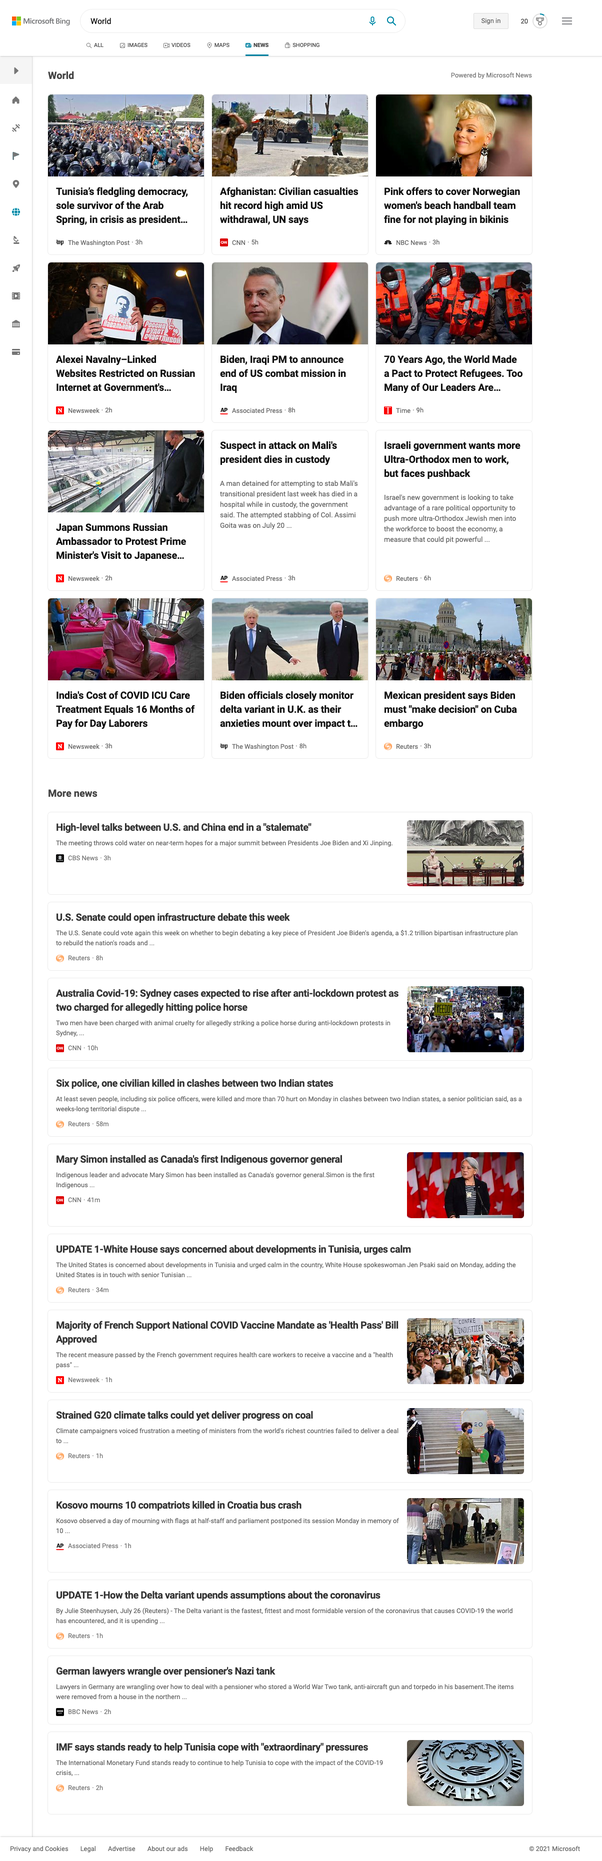 Microsoft Bing
World
Sign in
20
ALL
IMAGES
VIDEOS
MAPS
NEWS
SHOPPING
World
Powered by Microsoft News
Tunisia's fledgling democracy,
sole survivor of the Arab
Spring, in crisis as president...
The Washington Post · 3h
Afghanistan: Civilian casualties
hit record high amid US
withdrawal, UN says
CNN · 5h
Pink offers to cover Norwegian
women's beach handball team
fine for not playing in bikinis
NBC News · 3h
Alexei Navalny–Linked
Websites Restricted on Russian
Internet at Government's...
Newsweek · 2h
Biden, Iraqi PM to announce
end of US combat mission in
Iraq
Associated Press · 8h
70 Years Ago, the World Made
a Pact to Protect Refugees. Too
Many of Our Leaders Are...
Time · 9h
Japan Summons Russian
Ambassador to Protest Prime
Minister's Visit to Japanese...
Newsweek · 2h
Suspect in attack on Mali's
president dies in custody
A man detained for attempting to stab Mali's
transitional president last week has died in a
hospital while in custody, the government
said. The attempted stabbing of Col. Assimi
Goita was on July 20 ...
Associated Press · 3h
Israeli government wants more
Ultra-Orthodox men to work,
but faces pushback
Israel's new government is looking to take
advantage of a rare political opportunity to
push more ultra-Orthodox Jewish men into
the workforce to boost the economy, a
measure that could pit powerful ...
Reuters · 6h
India's Cost of COVID ICU Care
Treatment Equals 16 Months of
Pay for Day Laborers
Newsweek · 3h
Biden officials closely monitor
delta variant in U.K. as their
anxieties mount over impact t...
The Washington Post · 8h
Mexican president says Biden
must "make decision" on Cuba
embargo
Reuters · 3h
More news
High-level talks between U.S. and China end in a "stalemate"
The meeting throws cold water on near-term hopes for a major summit between Presidents Joe Biden and Xi Jinping.
CBS News · 3h
U.S. Senate could open infrastructure debate this week
The U.S. Senate could vote again this week on whether to begin debating a key piece of President Joe Biden's agenda, a $1.2 trillion bipartisan infrastructure plan
to rebuild the nation's roads and ...
Reuters · 8h
Australia Covid-19: Sydney cases expected to rise after anti-lockdown protest as
two charged for allegedly hitting police horse
Two men have been charged with animal cruelty for allegedly striking a police horse during anti-lockdown protests in
Sydney, ...
CNN · 10h
Six police, one civilian killed in clashes between two Indian states
At least seven people, including six police officers, were killed and more than 70 hurt on Monday in clashes between two Indian states, a senior politician said, as a
weeks-long territorial dispute ...
Reuters · 58m
Mary Simon installed as Canada's first Indigenous governor general
Indigenous leader and advocate Mary Simon has been installed as Canada's governor general.Simon is the first
Indigenous ...
CNN · 41m
UPDATE 1-White House says concerned about developments in Tunisia, urges calm
The United States is concerned about developments in Tunisia and urged calm in the country, White House spokeswoman Jen Psaki said on Monday, adding the
United States is in touch with senior Tunisian ...
Reuters · 34m
Majority of French Support National COVID Vaccine Mandate as 'Health Pass' Bill
Approved
The recent measure passed by the French government requires health care workers to receive a vaccine and a "health
pass" ...
Newsweek · 1h
Strained G20 climate talks could yet deliver progress on coal
Climate campaigners voiced frustration a meeting of ministers from the world's richest countries failed to deliver a deal
to ...
Reuters · 1h
Kosovo mourns 10 compatriots killed in Croatia bus crash
Kosovo observed a day of mourning with flags at half-staff and parliament postponed its session Monday in memory of
10 ...
Associated Press · 1h
UPDATE 1-How the Delta variant upends assumptions about the coronavirus
By Julie Steenhuysen, July 26 (Reuters) - The Delta variant is the fastest, fittest and most formidable version of the coronavirus that causes COVID-19 the world
has encountered, and it is upending ...
Reuters · 1h
German lawyers wrangle over pensioner's Nazi tank
Lawyers in Germany are wrangling over how to deal with a pensioner who stored a World War Two tank, anti-aircraft gun and torpedo in his basement.The items
were removed from a house in the northern ...
BBC News · 2h
IMF says stands ready to help Tunisia cope with "extraordinary" pressures
The International Monetary Fund stands ready to continue to help Tunisia to cope with the impact of the COVID-19
crisis, ...
Reuters · 2h
Privacy and Cookies
Legal
Advertise
About our ads
Help
Feedback
© 2021 Microsoft